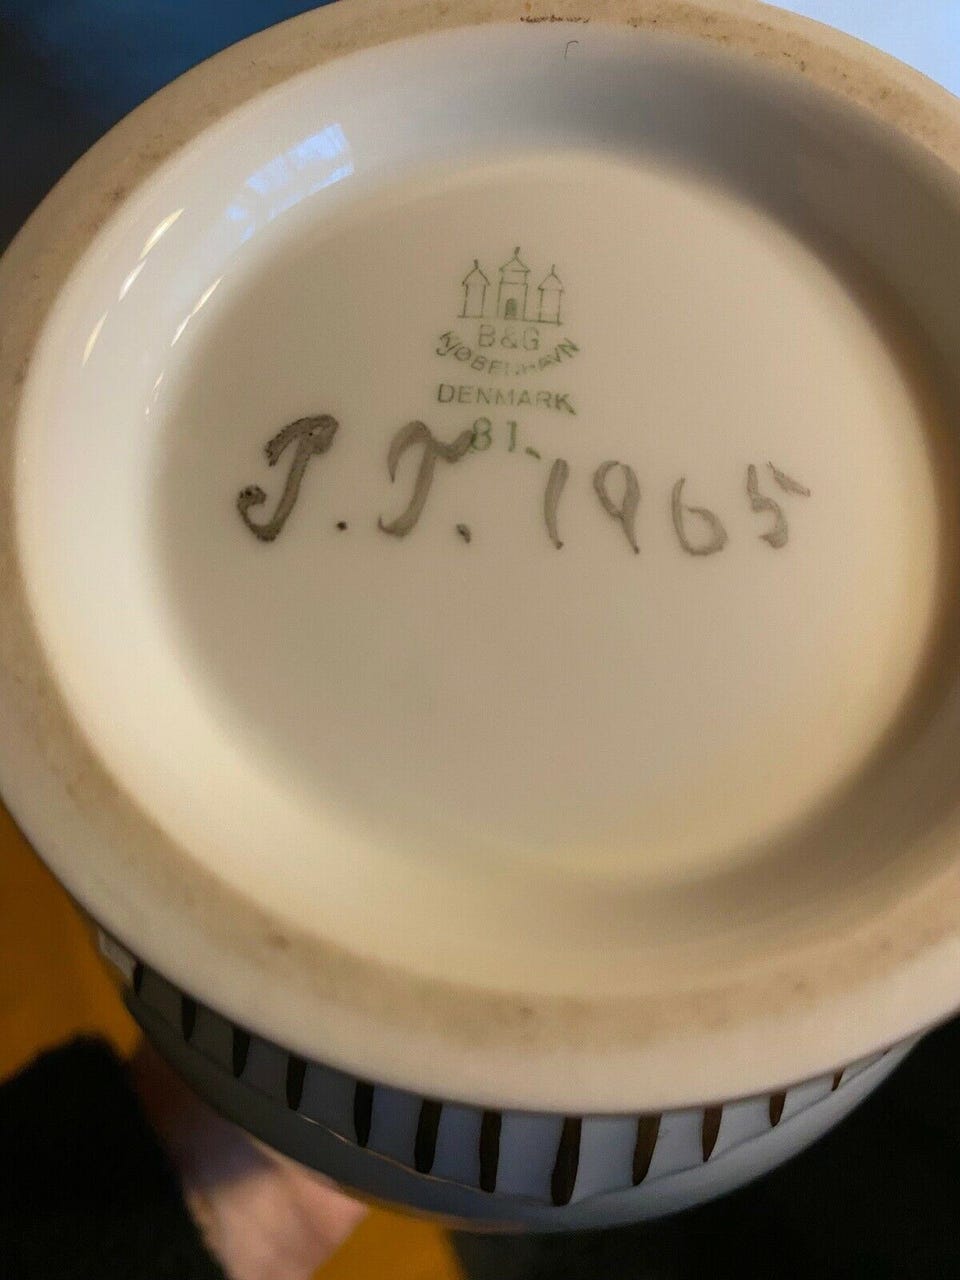 B&G
KJØBENHAVN
DENMARK
81.
J.T. 1965